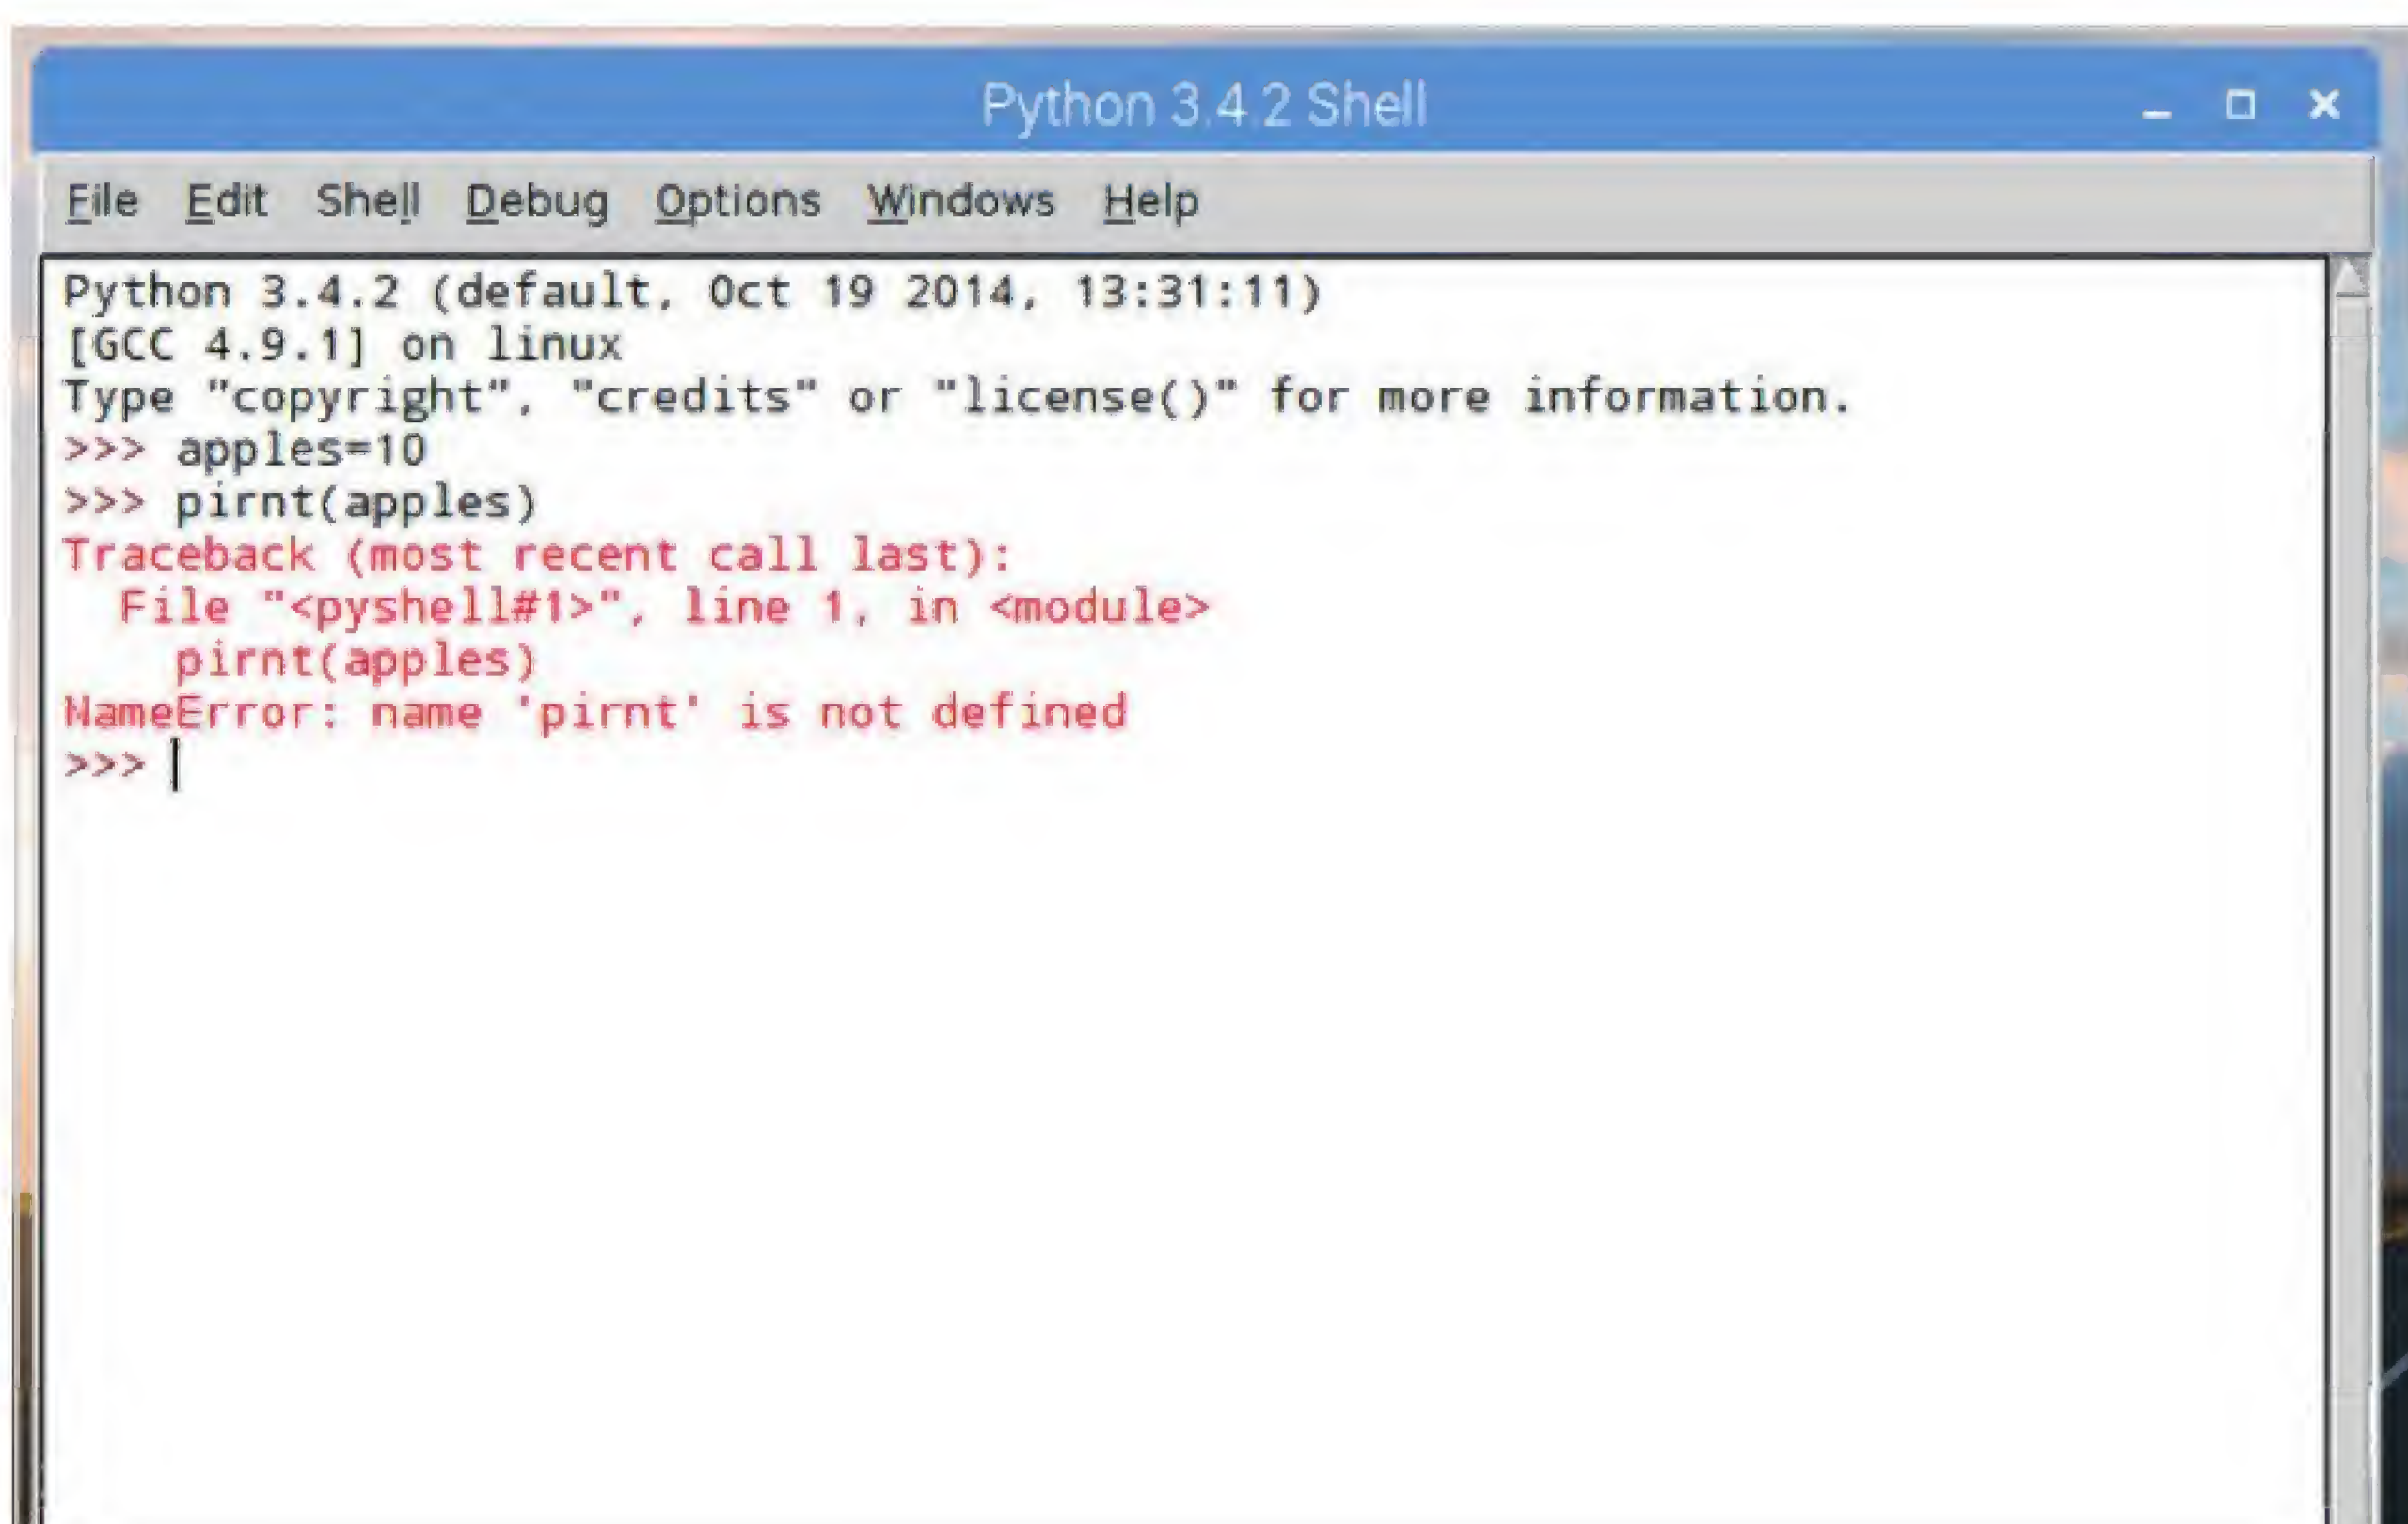 Python 3.4.2 Shell
File Edit Shell Debug Options Windows Help
Python 3.4.2 (default, Oct 19 2014, 13:31:11)
[GCC 4.9.1] on linux
Type "copyright", "credits" or "license()" for more information.
>>> apples=10
>>> pirnt(apples)
Traceback (most recent call last):
  File "<pyshell#1>", line 1, in <module>
    pirnt(apples)
NameError: name 'pirnt' is not defined
>>>